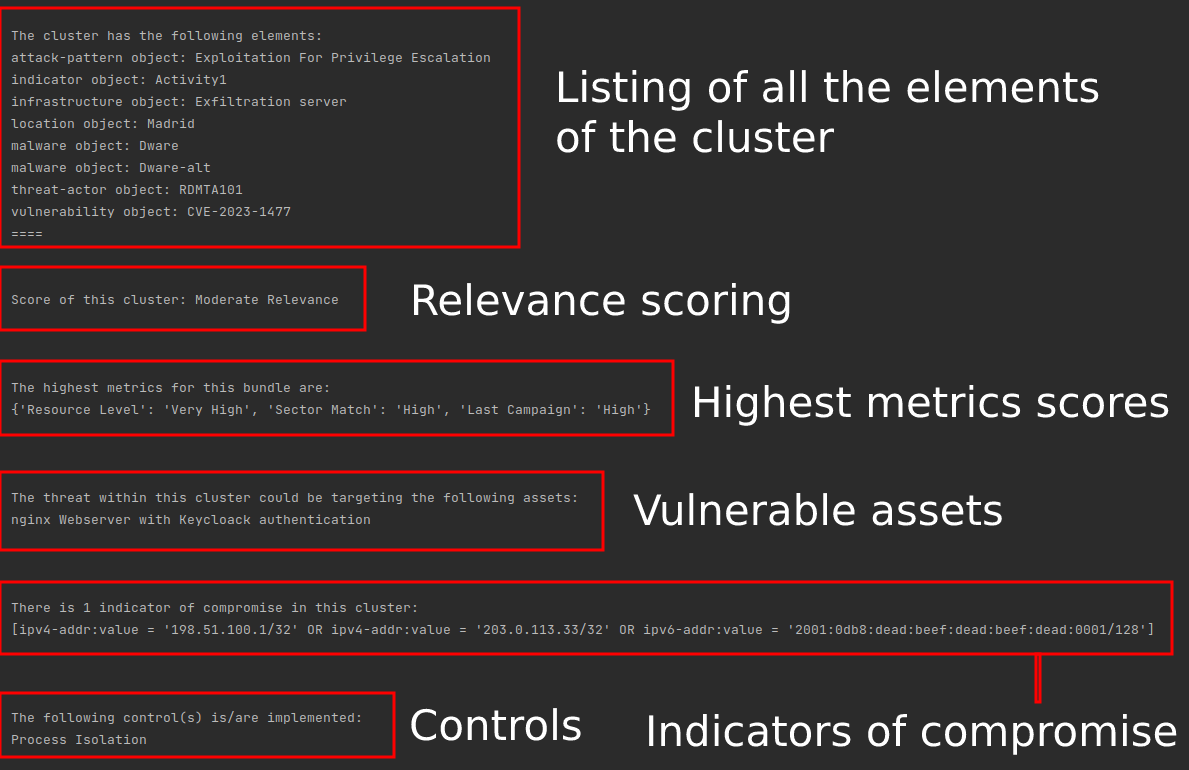 The cluster has the following elements:
attack-pattern object: Exploitation For Privilege Escalation
indicator object: Activity1
infrastructure object: Exfiltration server
location object: Madrid
malware object: Dware
malware object: Dware-alt
threat-actor object: RDMTA101
vulnerability object: CVE-2023-1477
====
Listing of all the elements
of the cluster
Score of this cluster: Moderate Relevance
Relevance scoring
The highest metrics for this bundle are:
{'Resource Level': 'Very High', 'Sector Match': 'High', 'Last Campaign': 'High'}
Highest metrics scores
The threat within this cluster could be targeting the following assets:
nginx Webserver with Keycloack authentication
Vulnerable assets
There is 1 indicator of compromise in this cluster:
[ipv4-addr:value = '198.51.100.1/32' OR ipv4-addr:value = '203.0.113.33/32' OR ipv6-addr:value = '2001:0db8:dead:beef:dead:beef:dead:0001/128']
Indicators of compromise
The following control(s) is/are implemented:
Process Isolation
Controls